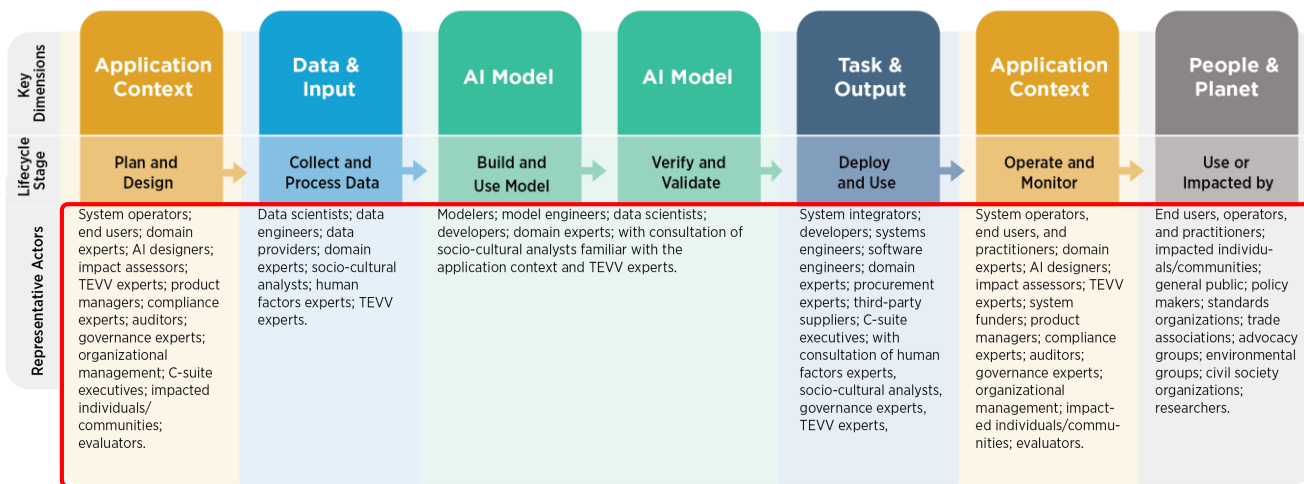 Key
Dimensions
Application
Context
Data &
Input
AI Model
AI Model
Task &
Output
Application
Context
People &
Planet
Lifecycle
Stage
Plan and
Design
Collect and
Process Data
Build and
Use Model
Verify and
Validate
Deploy
and Use
Operate and
Monitor
Use or
Impacted by
Representative Actors
System operators;
end users; domain
experts; AI designers;
impact assessors;
TEVV experts; product
managers; compliance
experts; auditors;
governance experts;
organizational
management; C-suite
executives; impacted
individuals/
communities;
evaluators.
Data scientists; data
engineers; data
providers; domain
experts; socio-cultural
analysts; human
factors experts; TEVV
experts.
Modelers; model engineers; data scientists;
developers; domain experts; with consultation of
socio-cultural analysts familiar with the
application context and TEVV experts.
System integrators;
developers; systems
engineers; software
engineers; domain
experts; procurement
experts; third-party
suppliers; C-suite
executives; with
consultation of human
factors experts,
socio-cultural analysts,
governance experts,
TEVV experts,
System operators,
end users, and
practitioners; domain
experts; AI designers;
impact assessors; TEVV
experts; system
funders; product
managers; compliance
experts; auditors;
governance experts;
organizational
management; impact-
ed individuals/commu-
nities; evaluators.
End users, operators,
and practitioners;
impacted individu-
als/communities;
general public; policy
makers; standards
organizations; trade
associations; advocacy
groups; environmental
groups; civil society
organizations;
researchers.